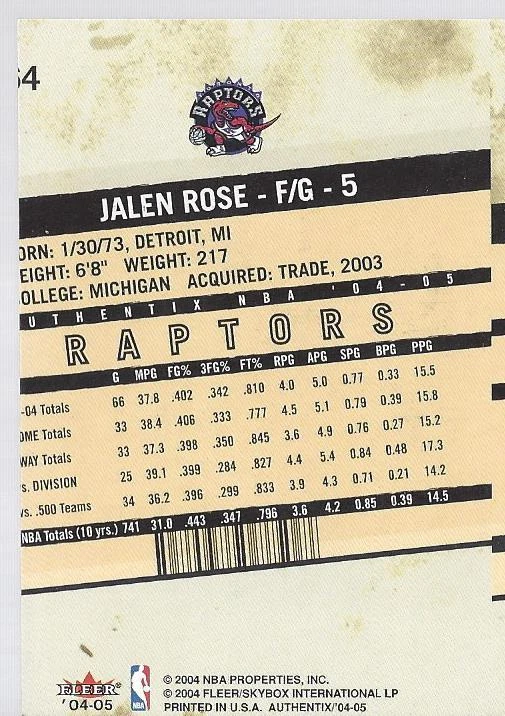 64
RAPTORS
JALEN ROSE - F/G - 5
ORN: 1/30/73, DETROIT, MI
EIGHT: 6'8" WEIGHT: 217
OLLEGE: MICHIGAN ACQUIRED: TRADE, 2003
UTHENTIX NBA '04-05
RAPTORS
G MPG FG% 3FG% FT% RPG APG SPG BPG PPG
-04 Totals 66 37.8 .402 .342 .810 4.0 5.0 0.77 0.33 15.5
OME Totals 33 38.4 .406 .333 .777 4.5 5.1 0.79 0.39 15.8
WAY Totals 33 37.3 .398 .350 .845 3.6 4.9 0.76 0.27 15.2
s. DIVISION 25 39.1 .399 .284 .827 4.4 5.4 0.84 0.48 17.3
vs. .500 Teams 34 36.2 .396 .299 .833 3.9 4.3 0.71 0.21 14.2
NBA Totals (10 yrs.) 741 31.0 .443 .347 .796 3.6 4.2 0.85 0.39 14.5
FLEER
'04-05
NBA
© 2004 NBA PROPERTIES, INC.
© 2004 FLEER/SKYBOX INTERNATIONAL LP
PRINTED IN U.S.A. AUTHENTIX/'04-05